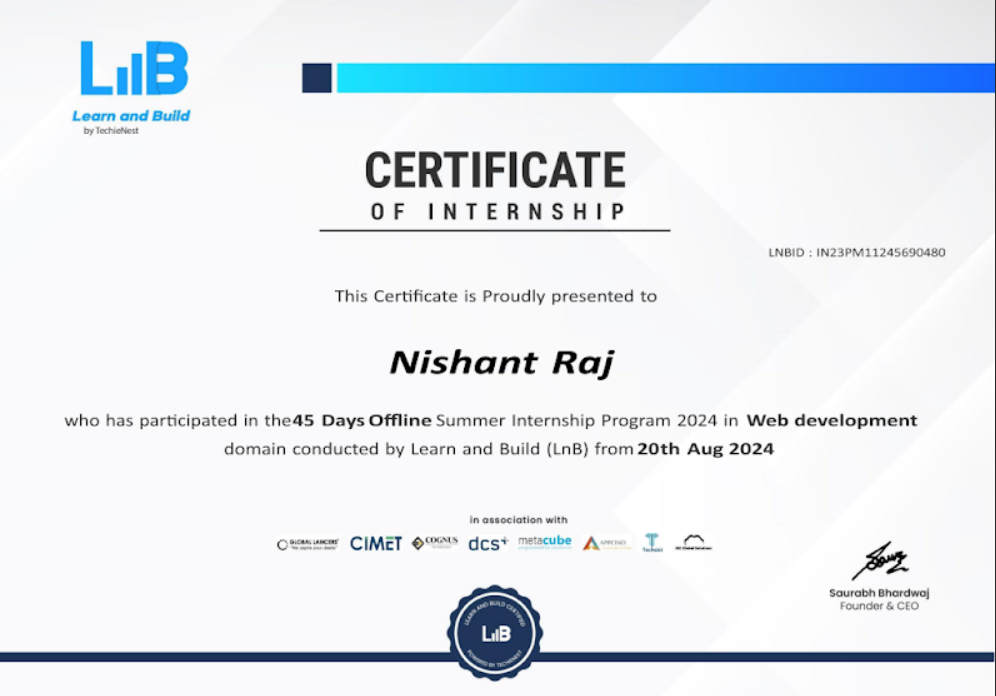 LnB
Learn and Build
by TechieNest
CERTIFICATE
OF INTERNSHIP
LNBID : IN23PM11245690480
This Certificate is Proudly presented to
Nishant Raj
who has participated in the45 Days Offline Summer Internship Program 2024 in Web development
domain conducted by Learn and Build (LnB) from 20th Aug 2024
in association with
GLOBAL LANCERS
CIMET
COGNUS
dcs+
metacube
Saurabh Bhardwaj
Founder & CEO
LEARN AND BUILD CERTIFIED
LnB
POWERED BY TECHIENEST